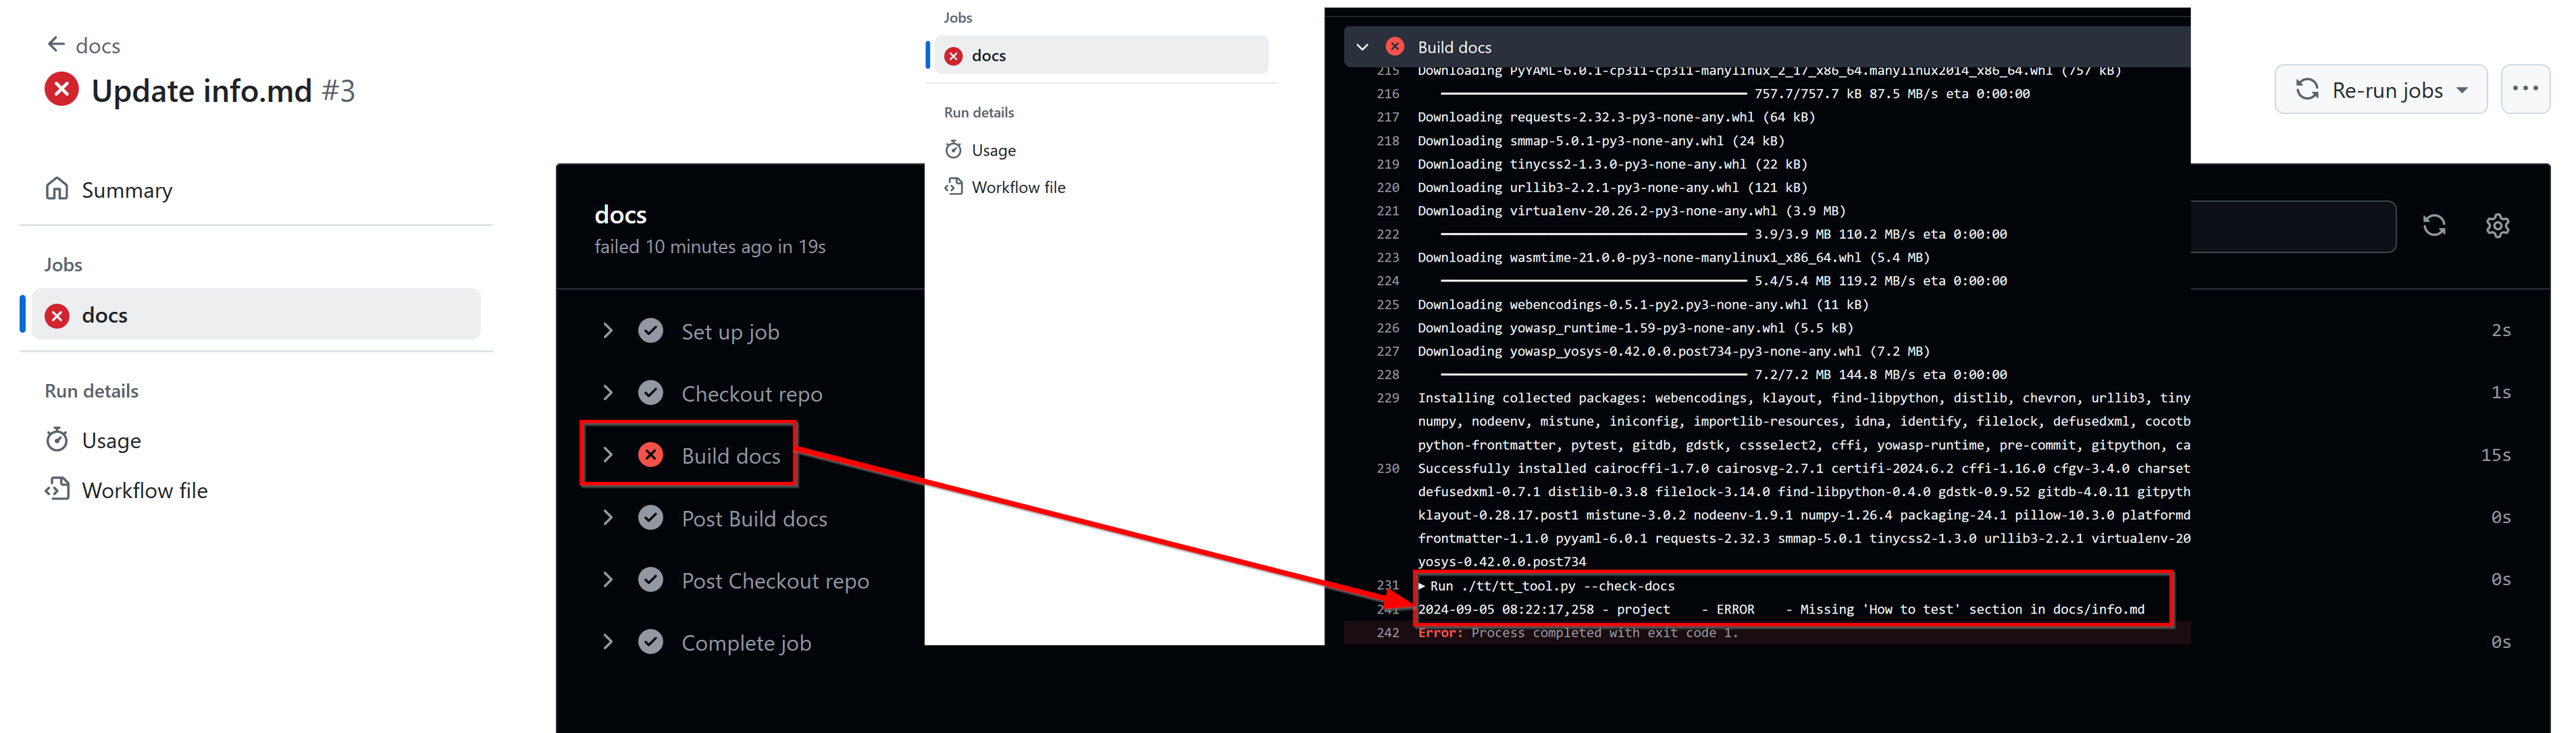 docs
Update info.md #3
Summary
Jobs
docs
Run details
Usage
Workflow file
docs
failed 10 minutes ago in 19s
Set up job
Checkout repo
Build docs
Post Build docs
Post Checkout repo
Complete job
Jobs
docs
Run details
Usage
Workflow file
Build docs
215 Downloading PyYAML-6.0.1-cp311-cp311-manylinux_2_17_x86_64.manylinux2014_x86_64.whl (757 kB)
216 757.7/757.7 kB 87.5 MB/s eta 0:00:00
217 Downloading requests-2.32.3-py3-none-any.whl (64 kB)
218 Downloading smmap-5.0.1-py3-none-any.whl (24 kB)
219 Downloading tinycss2-1.3.0-py3-none-any.whl (22 kB)
220 Downloading urllib3-2.2.1-py3-none-any.whl (121 kB)
221 Downloading virtualenv-20.26.2-py3-none-any.whl (3.9 MB)
222 3.9/3.9 MB 110.2 MB/s eta 0:00:00
223 Downloading wasmtime-21.0.0-py3-none-manylinux1_x86_64.whl (5.4 MB)
224 5.4/5.4 MB 119.2 MB/s eta 0:00:00
225 Downloading webencodings-0.5.1-py2.py3-none-any.whl (11 kB)
226 Downloading yowasp_runtime-1.59-py3-none-any.whl (5.5 kB)
227 Downloading yowasp_yosys-0.42.0.0.post734-py3-none-any.whl (7.2 MB)
228 7.2/7.2 MB 144.8 MB/s eta 0:00:00
229 Installing collected packages: webencodings, klayout, find-libpython, distlib, chevron, urllib3, tiny
numpy, nodeenv, mistune, iniconfig, importlib-resources, idna, identify, filelock, defusedxml, cocotb
python-frontmatter, pytest, gitdb, gdstk, cssselect2, cffi, yowasp-runtime, pre-commit, gitpython, ca
230 Successfully installed cairocffi-1.7.0 cairosvg-2.7.1 certifi-2024.6.2 cffi-1.16.0 cfgv-3.4.0 charset
defusedxml-0.7.1 distlib-0.3.8 filelock-3.14.0 find-libpython-0.4.0 gdstk-0.9.52 gitdb-4.0.11 gitpyth
klayout-0.28.17.post1 mistune-3.0.2 nodeenv-1.9.1 numpy-1.26.4 packaging-24.1 pillow-10.3.0 platformd
frontmatter-1.1.0 pyyaml-6.0.1 requests-2.32.3 smmap-5.0.1 tinycss2-1.3.0 urllib3-2.2.1 virtualenv-20
yosys-0.42.0.0.post734
231 Run ./tt/tt_tool.py --check-docs
241 2024-09-05 08:22:17,258 - project - ERROR - Missing 'How to test' section in docs/info.md
242 Error: Process completed with exit code 1.
Re-run jobs
2s
1s
15s
0s
0s
0s